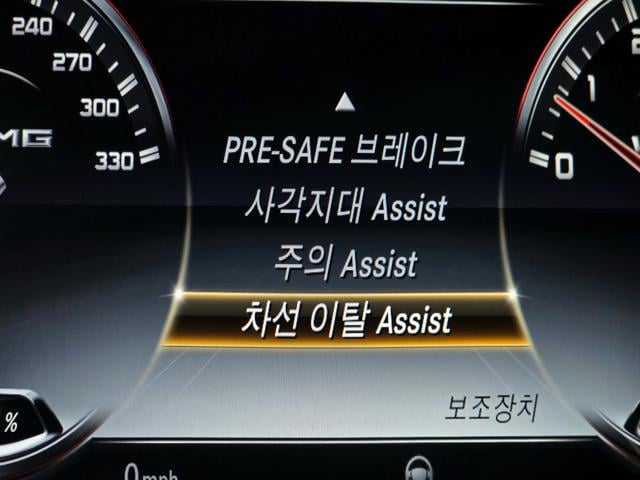 240
270
300
330
MG
1
0
PRE-SAFE 브레이크
사각지대 Assist
주의 Assist
차선 이탈 Assist
보조장치
%
0 mph